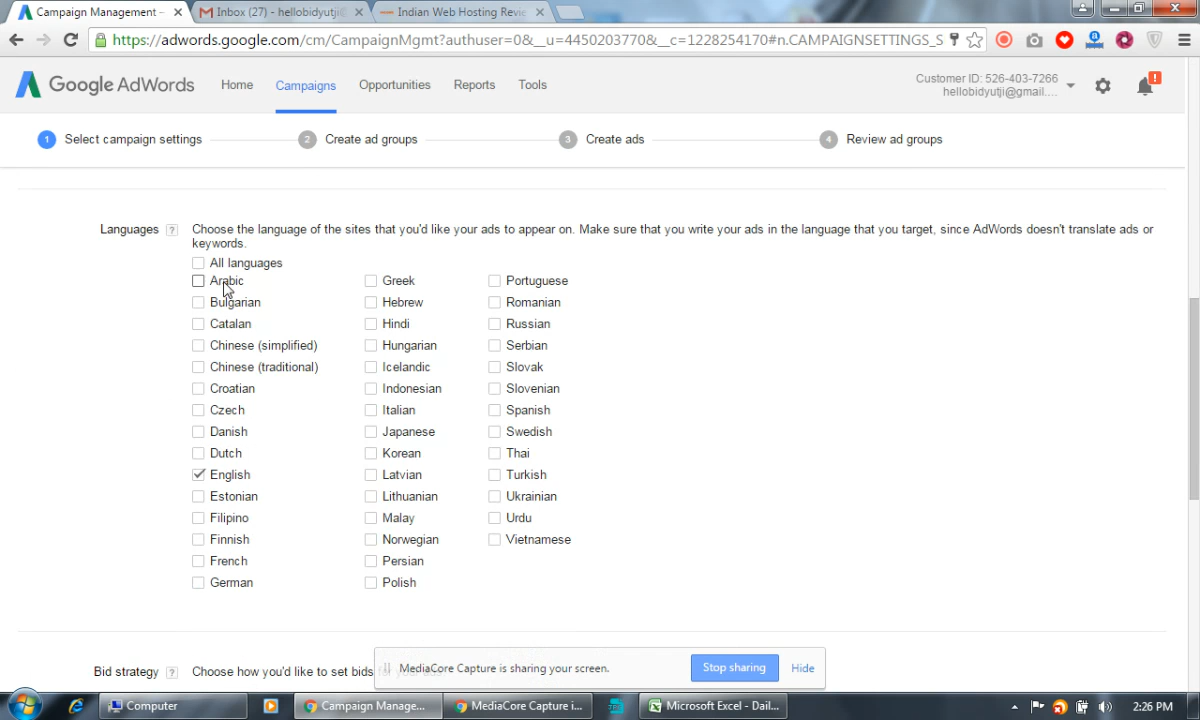 Campaign Management –
Inbox (27) - hellobidyutji@
Indian Web Hosting Revie
https://adwords.google.com/cm/CampaignMgmt?authuser=0&__u=4450203770&__c=1228254170#n.CAMPAIGNSETTINGS_S
Google AdWords
Home
Campaigns
Opportunities
Reports
Tools
Customer ID: 526-403-7266
hellobidyutji@gmail....
1 Select campaign settings
2 Create ad groups
3 Create ads
4 Review ad groups
Languages ?
Choose the language of the sites that you'd like your ads to appear on. Make sure that you write your ads in the language that you target, since AdWords doesn't translate ads or
keywords.
All languages
Arabic
Bulgarian
Catalan
Chinese (simplified)
Chinese (traditional)
Croatian
Czech
Danish
Dutch
English
Estonian
Filipino
Finnish
French
German
Greek
Hebrew
Hindi
Hungarian
Icelandic
Indonesian
Italian
Japanese
Korean
Latvian
Lithuanian
Malay
Norwegian
Persian
Polish
Portuguese
Romanian
Russian
Serbian
Slovak
Slovenian
Spanish
Swedish
Thai
Turkish
Ukrainian
Urdu
Vietnamese
Bid strategy ?
Choose how you'd like to set bids for your ads.
MediaCore Capture is sharing your screen.
Stop sharing
Hide
Computer
Campaign Manage...
MediaCore Capture i...
Microsoft Excel - Dail...
2:26 PM